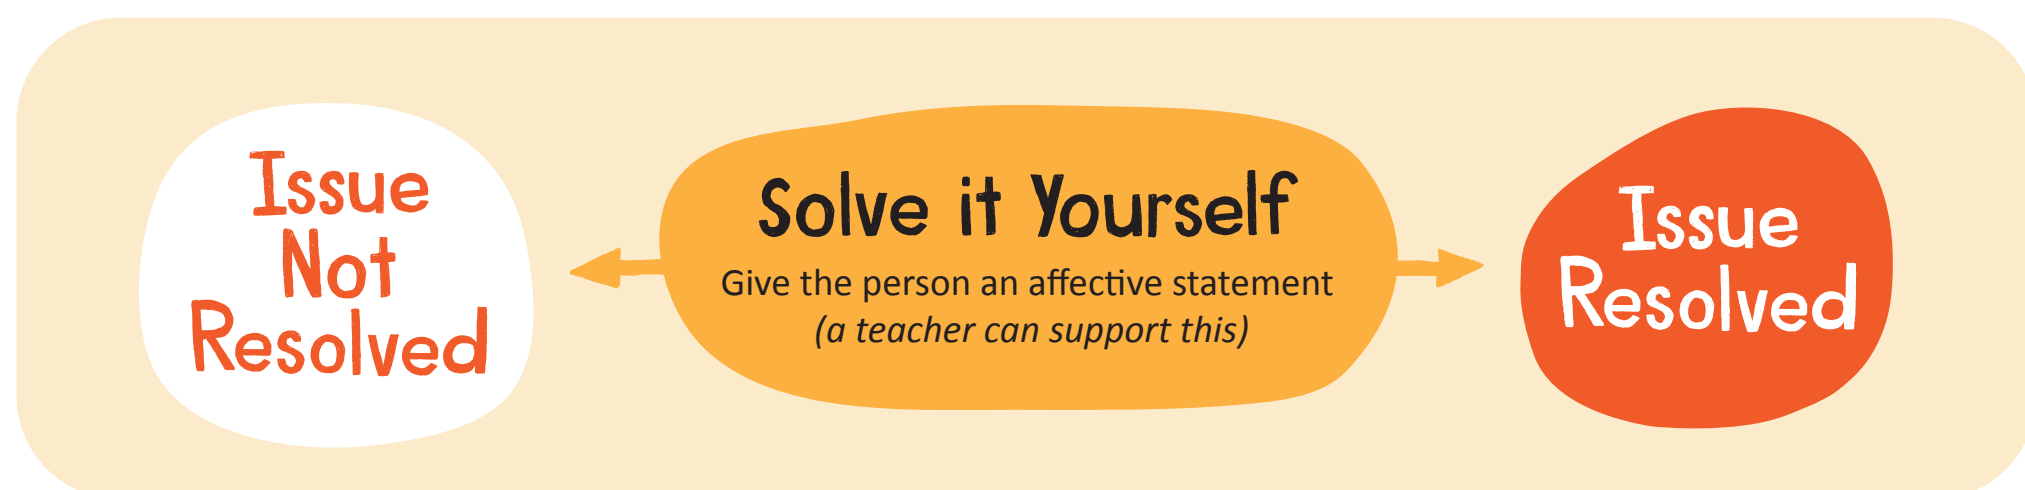 Issue
Not
Resolved
Solve it Yourself
Give the person an affective statement
(a teacher can support this)
Issue
Resolved